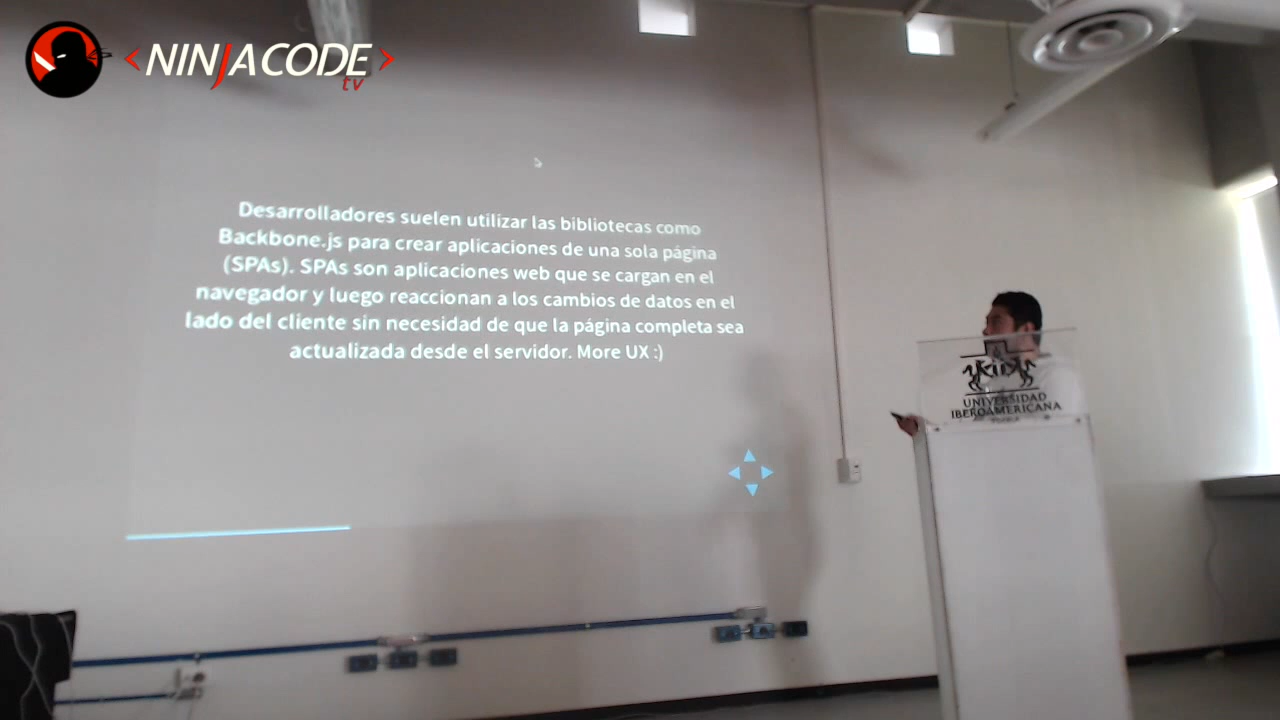 <NINJACODE>
tv
Desarrolladores suelen utilizar las bibliotecas como
Backbone.js para crear aplicaciones de una sola página
(SPAs). SPAs son aplicaciones web que se cargan en el
navegador y luego reaccionan a los cambios de datos en el
lado del cliente sin necesidad de que la página completa sea
actualizada desde el servidor. More UX :)
UNIVERSIDAD
IBEROAMERICANA